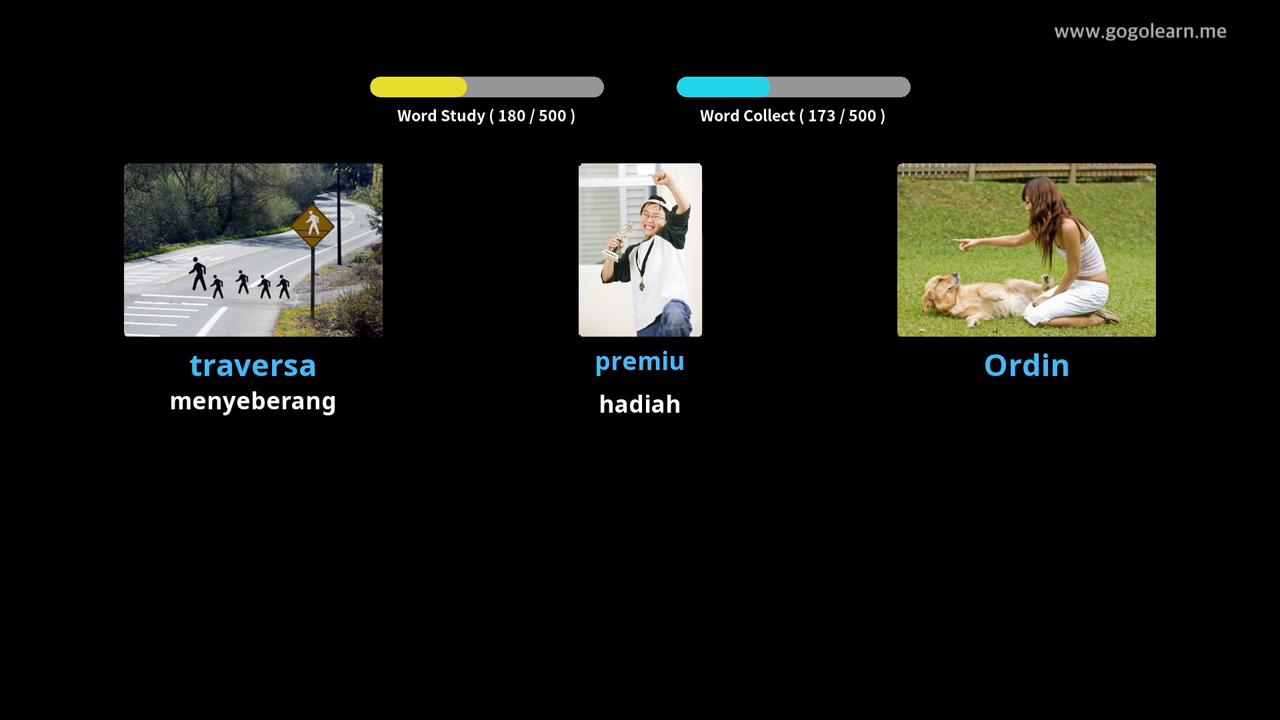 www.gogolearn.me
Word Study ( 180 / 500 )
Word Collect ( 173 / 500 )
traversa
premiu
Ordin
menyeberang
hadiah